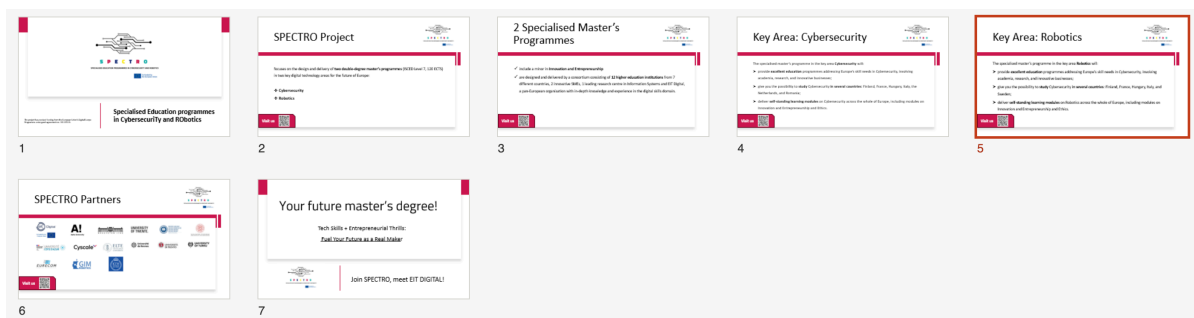 SPECTRO
Specialised Education programmes
in CybersecuriTy and RObotics
1
SPECTRO Project
focuses on the design and delivery of two double degree master's programmes (ISCED Level 7, 120 ECTS)
in two key digital technology areas for the future of Europe:
Cybersecurity
Robotics
Visit us
2
2 Specialised Master's
Programmes
✓ include a minor in Innovation and Entrepreneurship
✓ are designed and delivered by a consortium consisting of 12 higher education institutions from 7
different countries, 2 innovative SMEs, 1 leading research centre in Information Systems and EIT Digital,
a pan-European organisation with in-depth knowledge and experience in the digital skills domain.
Visit us
3
Key Area: Cybersecurity
The specialised master's programme in the key area Cybersecurity will:
➤ provide excellent education programmes addressing Europe's skill needs in Cybersecurity, involving
academia, research, and innovative businesses;
➤ give you the possibility to study Cybersecurity in several countries: Finland, France, Hungary, Italy, the
Netherlands, and Romania;
➤ deliver self-standing learning modules on Cybersecurity across the whole of Europe, including modules on
Innovation and Entrepreneurship and Ethics.
Visit us
4
Key Area: Robotics
The specialised master's programme in the key area Robotics will:
➤ provide excellent education programmes addressing Europe's skill needs in Cybersecurity, involving
academia, research, and innovative businesses;
➤ give you the possibility to study Cybersecurity in several countries: Finland, France, Hungary, Italy, and
Sweden;
➤ deliver self-standing learning modules on Robotics across the whole of Europe, including modules on
Innovation and Entrepreneurship and Ethics.
Visit us
5
SPECTRO Partners
A!
UNIVERSITY
OF TRENTO
Cyscale
EURECOM
GIM
Visit us
6
Your future master's degree!
Tech Skills + Entrepreneurial Thrills:
Fuel Your Future as a Real Maker
SPECTRO
Join SPECTRO, meet EIT DIGITAL!
7